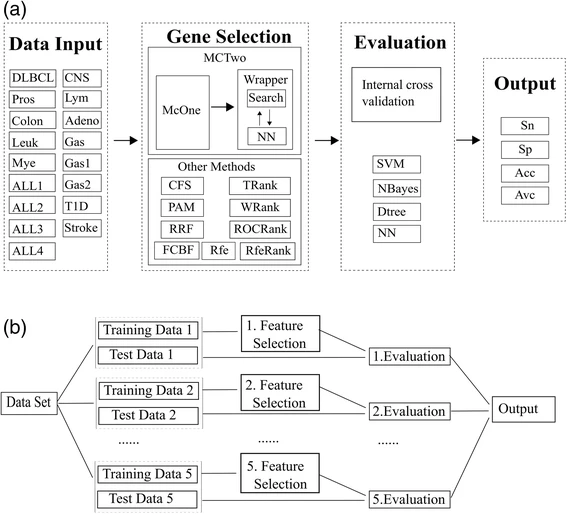 (a)
Data Input
DLBCL
CNS
Pros
Lym
Colon
Adeno
Leuk
Gas
Mye
Gas1
ALL1
Gas2
ALL2
T1D
ALL3
Stroke
ALL4
Gene Selection
MCTwo
McOne
Wrapper
Search
NN
Other Methods
CFS
TRank
PAM
WRank
RRF
ROCRank
FCBF
Rfe
RfeRank
Evaluation
Internal cross
validation
SVM
NBayes
Dtree
NN
Output
Sn
Sp
Acc
Avc
(b)
Data Set
Training Data 1
Test Data 1
1. Feature
Selection
1.Evaluation
Training Data 2
Test Data 2
2. Feature
Selection
2.Evaluation
......
......
......
Training Data 5
Test Data 5
5. Feature
Selection
5.Evaluation
Output